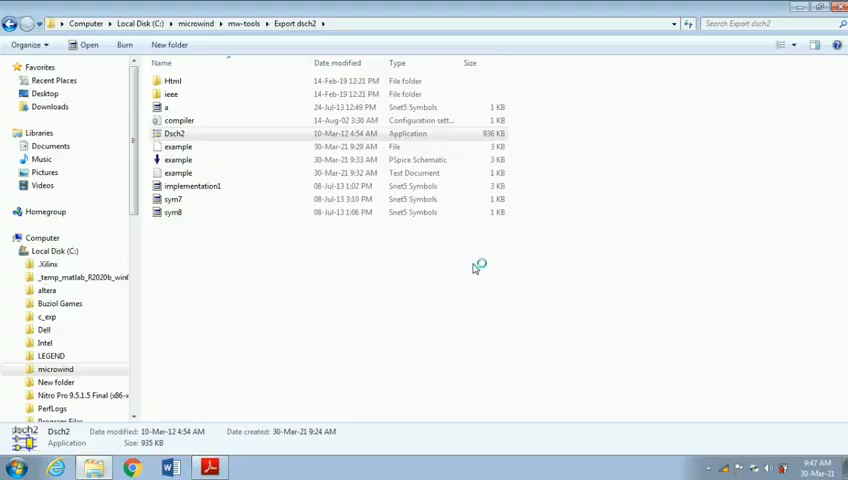 Computer ▸ Local Disk (C:) ▸ microwind ▸ mw-tools ▸ Export dsch2 ▸
Search Export dsch2
Organize ▾ Open Burn New folder
Name Date modified Type Size
Favorites
Recent Places
Desktop
Downloads
Libraries
Documents
Music
Pictures
Videos
Homegroup
Computer
Local Disk (C:)
.Xilinx
_temp_matlab_R2020b_win6
altera
Buziol Games
c_exp
Dell
Intel
LEGEND
microwind
New folder
Nitro Pro 9.5.1.5 Final (x86-x
PerfLogs
Program Files
Html 14-Feb-19 12:21 PM File folder
ieee 14-Feb-19 12:21 PM File folder
a 24-Jul-13 12:49 PM Snet5 Symbols 1 KB
compiler 14-Aug-02 3:30 AM Configuration sett... 1 KB
Dsch2 10-Mar-12 4:54 AM Application 936 KB
example 30-Mar-21 9:29 AM File 3 KB
example 30-Mar-21 9:33 AM PSpice Schematic 3 KB
example 30-Mar-21 9:32 AM Text Document 1 KB
implementation1 08-Jul-13 1:02 PM Snet5 Symbols 3 KB
sym7 08-Jul-13 3:10 PM Snet5 Symbols 1 KB
sym8 08-Jul-13 1:06 PM Snet5 Symbols 1 KB
dsch2
Dsch2 Date modified: 10-Mar-12 4:54 AM Date created: 30-Mar-21 9:24 AM
Application Size: 935 KB
9:47 AM
30-Mar-21